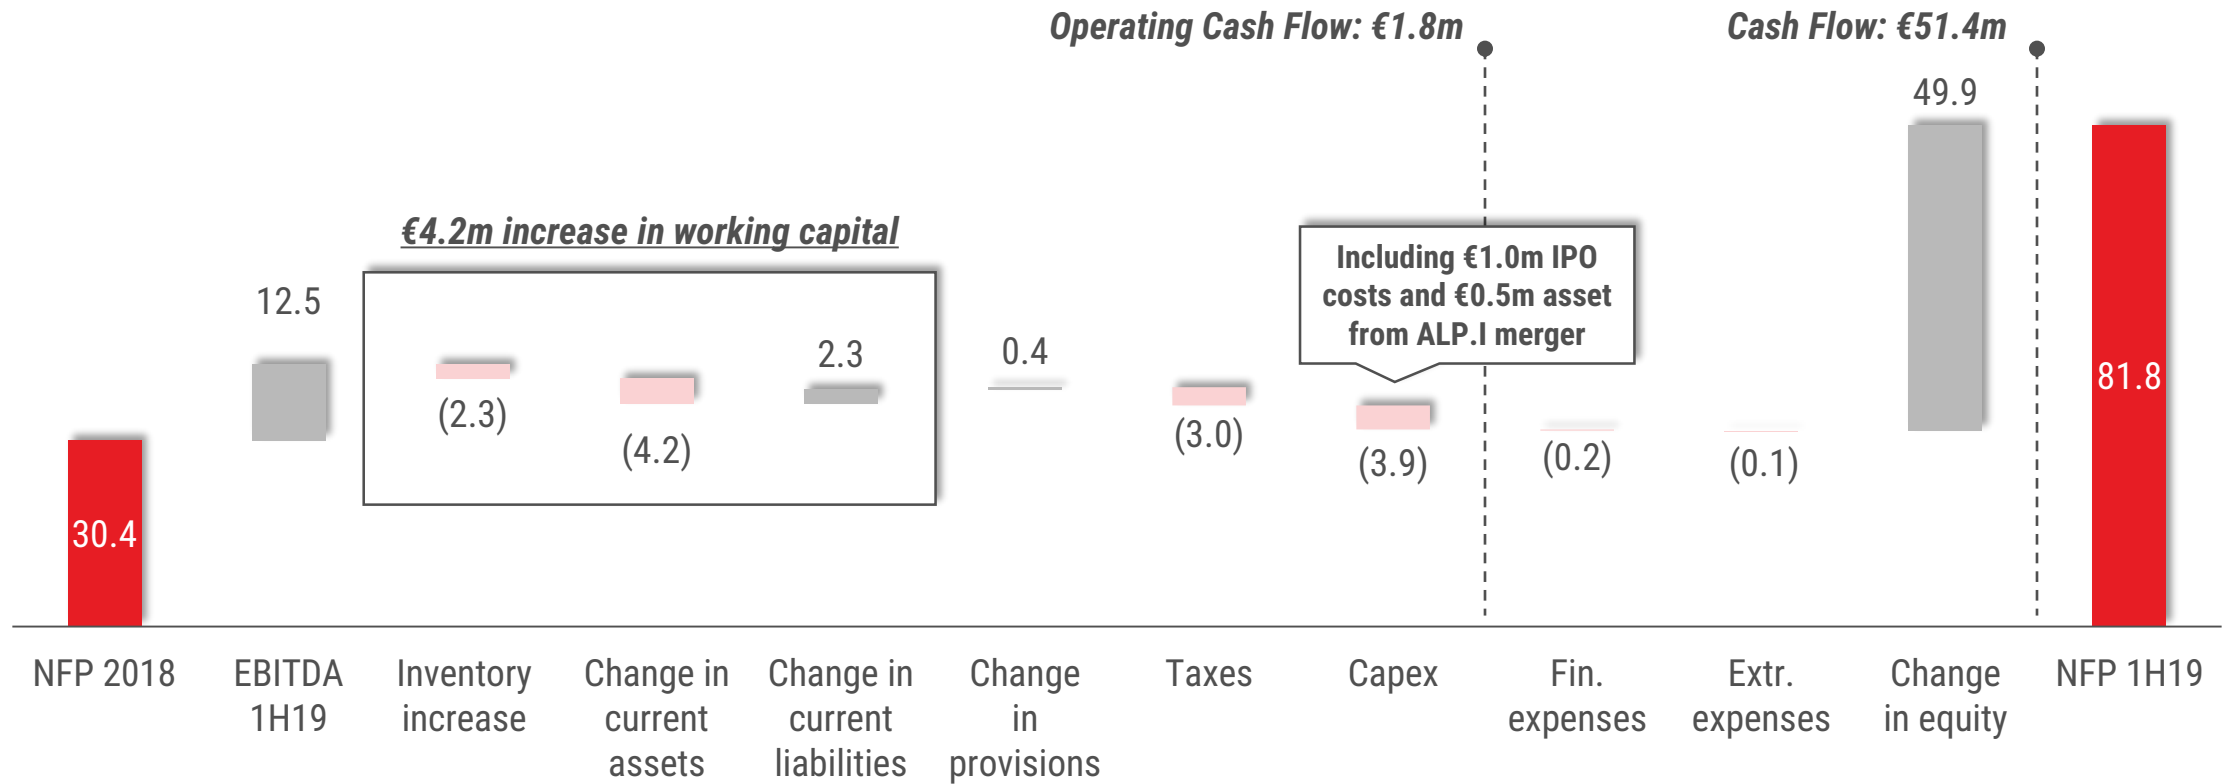 Operating Cash Flow: €1.8m
Cash Flow: €51.4m
49.9
€4.2m increase in working capital
Including €1.0m IPO
costs and €0.5m asset
from ALP.I merger
12.5
2.3
0.4
(2.3)
(4.2)
(3.0)
(3.9)
(0.2)
(0.1)
81.8
30.4
NFP 2018
EBITDA
1H19
Inventory
increase
Change in
current
assets
Change in
current
liabilities
Change
in
provisions
Taxes
Capex
Fin.
expenses
Extr.
expenses
Change
in equity
NFP 1H19